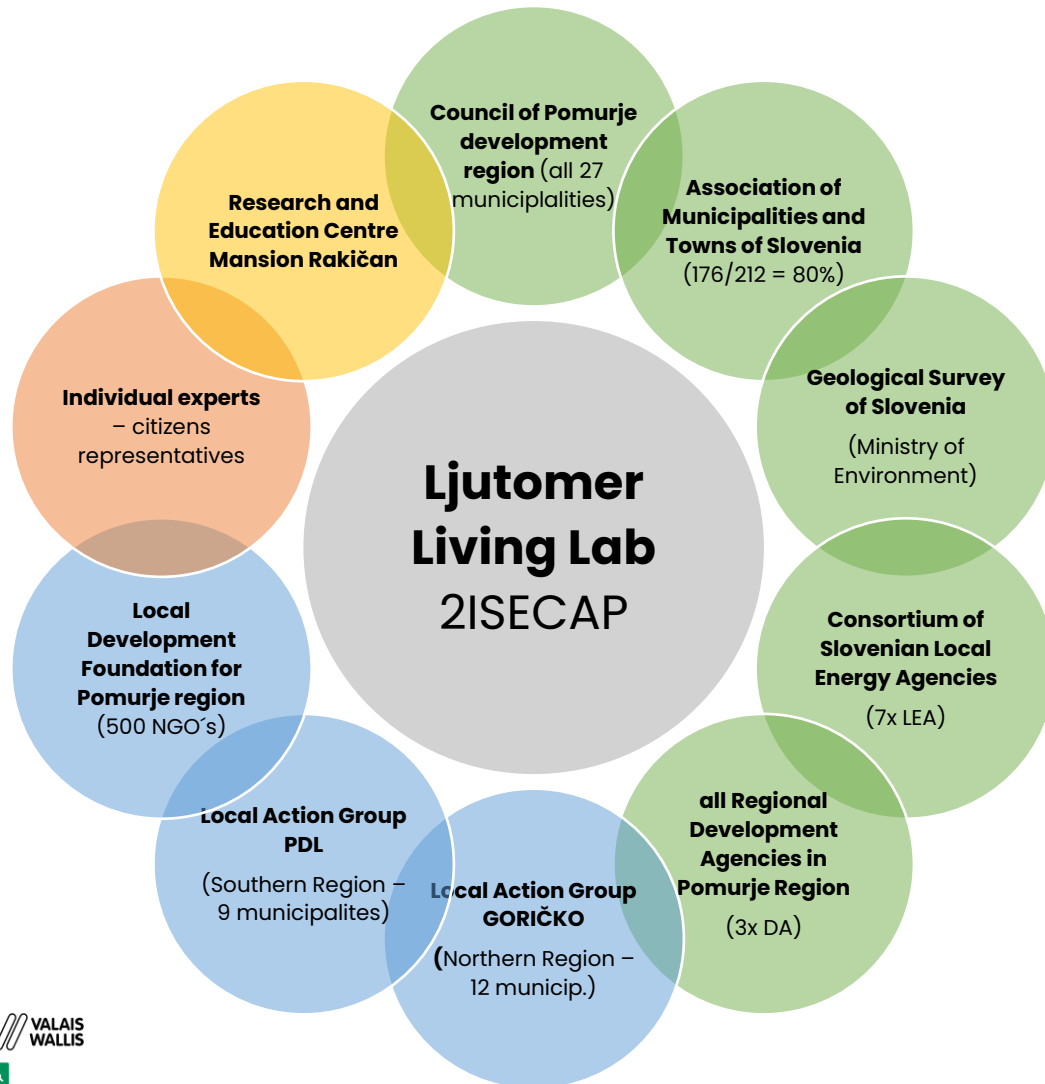 Council of Pomurje
development
region (all 27
municiplalities)
Association of
Municipalities and
Towns of Slovenia
(176/212 = 80%)
Geological Survey
of Slovenia
(Ministry of
Environment)
Consortium of
Slovenian Local
Energy Agencies
(7x LEA)
all Regional
Development
Agencies in
Pomurje Region
(3x DA)
Local Action Group
GORIČKO
(Northern Region –
12 municip.)
Local Action Group
PDL
(Southern Region –
9 municipalites)
Local
Development
Foundation for
Pomurje region
(500 NGO´s)
Individual experts
– citizens
representatives
Research and
Education Centre
Mansion Rakičan
Ljutomer
Living Lab
2ISECAP
VALAIS
WALLIS